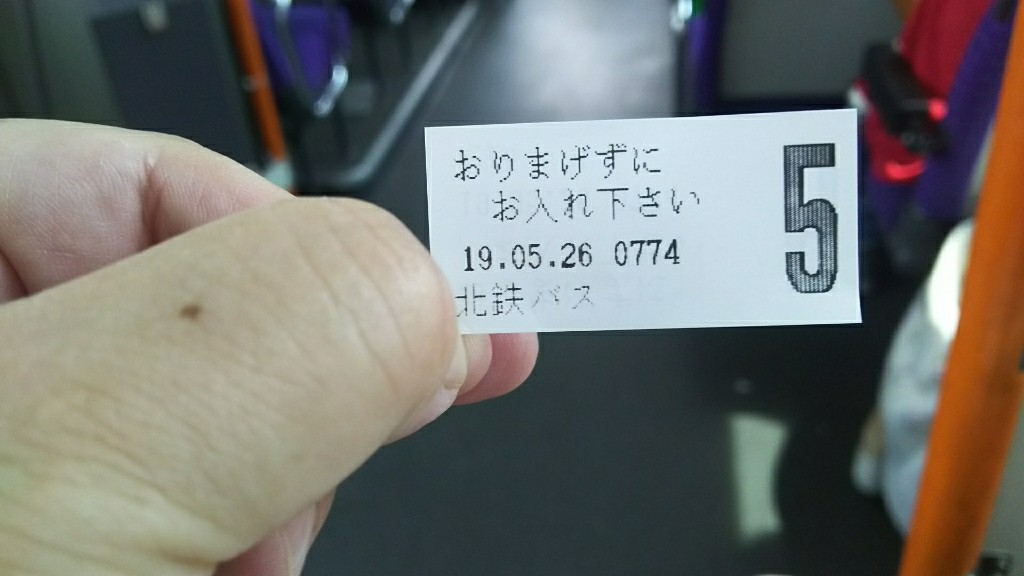 おりまげずに
お入れ下さい
19.05.26 0774
北鉄バス
5